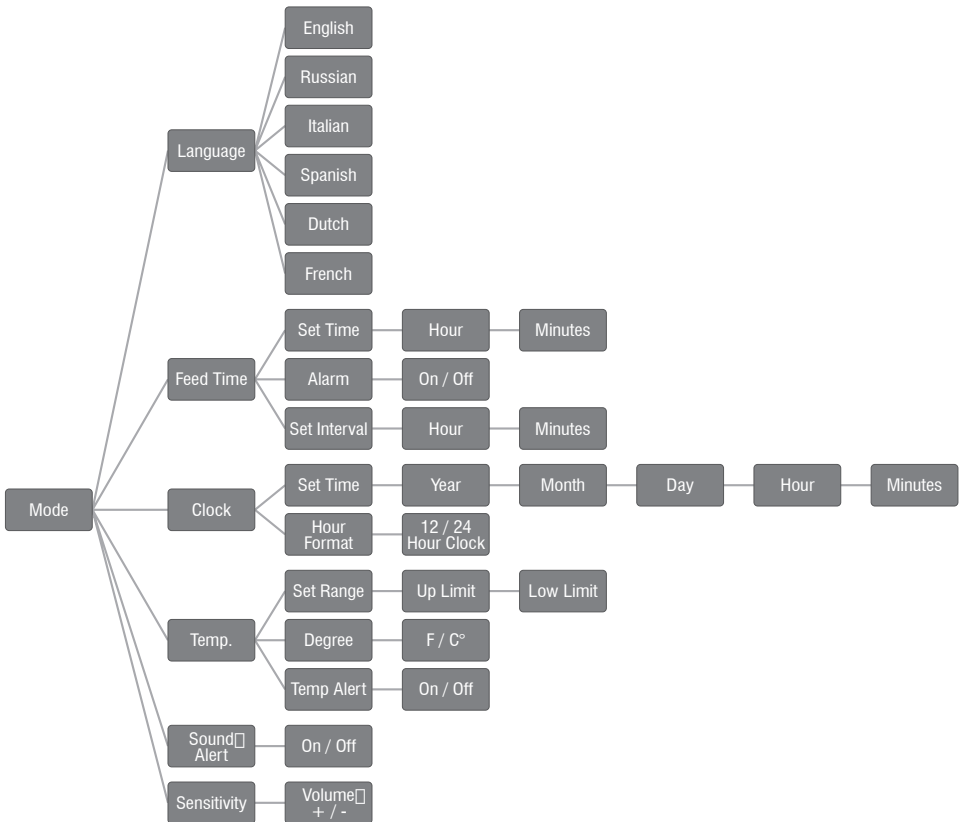 English
Russian
Language
Italian
Spanish
Dutch
French
Set Time Hour Minutes
Feed Time Alarm On / Off
Set Interval Hour Minutes
Set Time Year Month Day Hour Minutes
Mode Clock
Hour 12 / 24
Format Hour Clock
Set Range Up Limit Low Limit
Temp. Degree F / C°
Temp Alert On / Off
Sound On / Off
Alert
Sensitivity Volume
+ / -